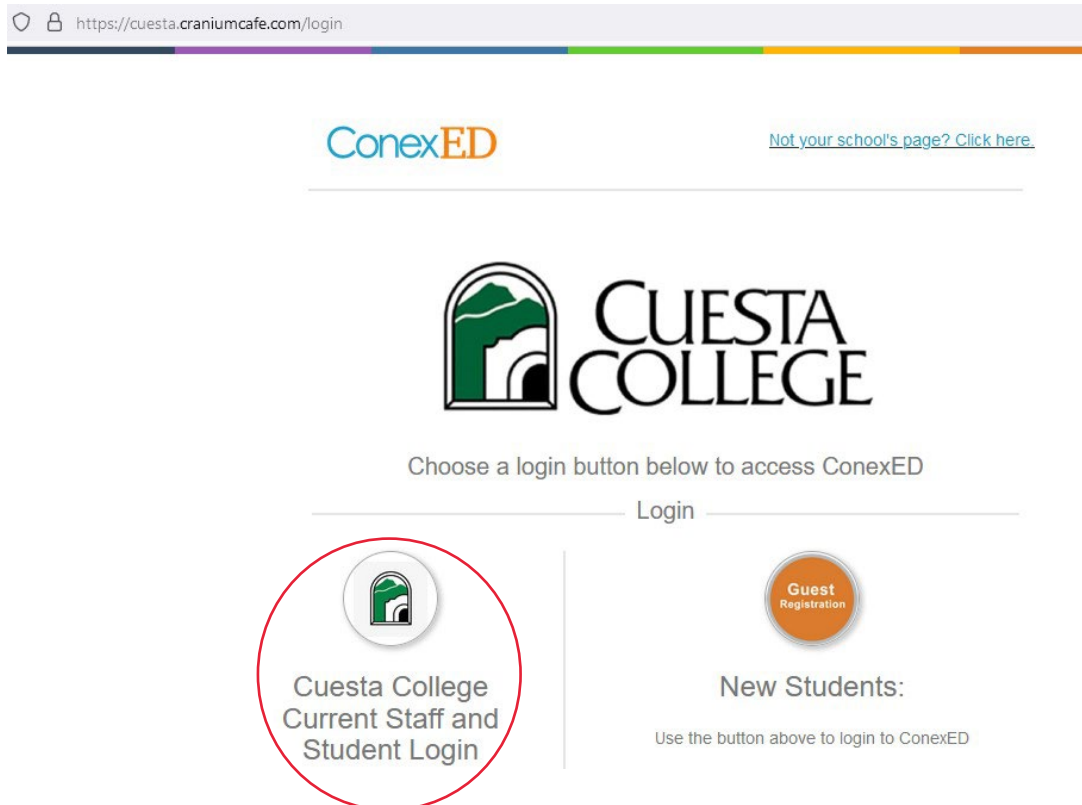 https://cuesta.craniumcafe.com/login
ConexED
Not your school's page? Click here.
CUESTA
COLLEGE
Choose a login button below to access ConexED
Login
Guest
Registration
Cuesta College
Current Staff and
Student Login
New Students:
Use the button above to login to ConexED